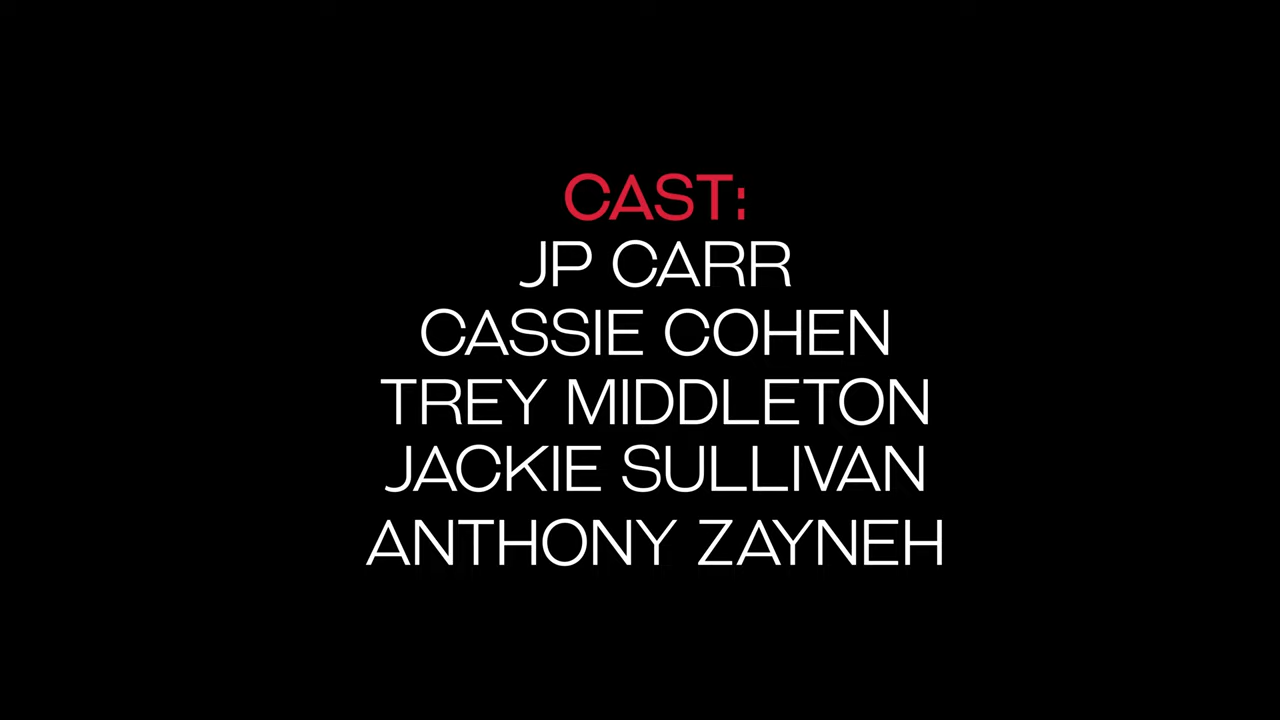 CAST:
JP CARR
CASSIE COHEN
TREY MIDDLETON
JACKIE SULLIVAN
ANTHONY ZAYNEH